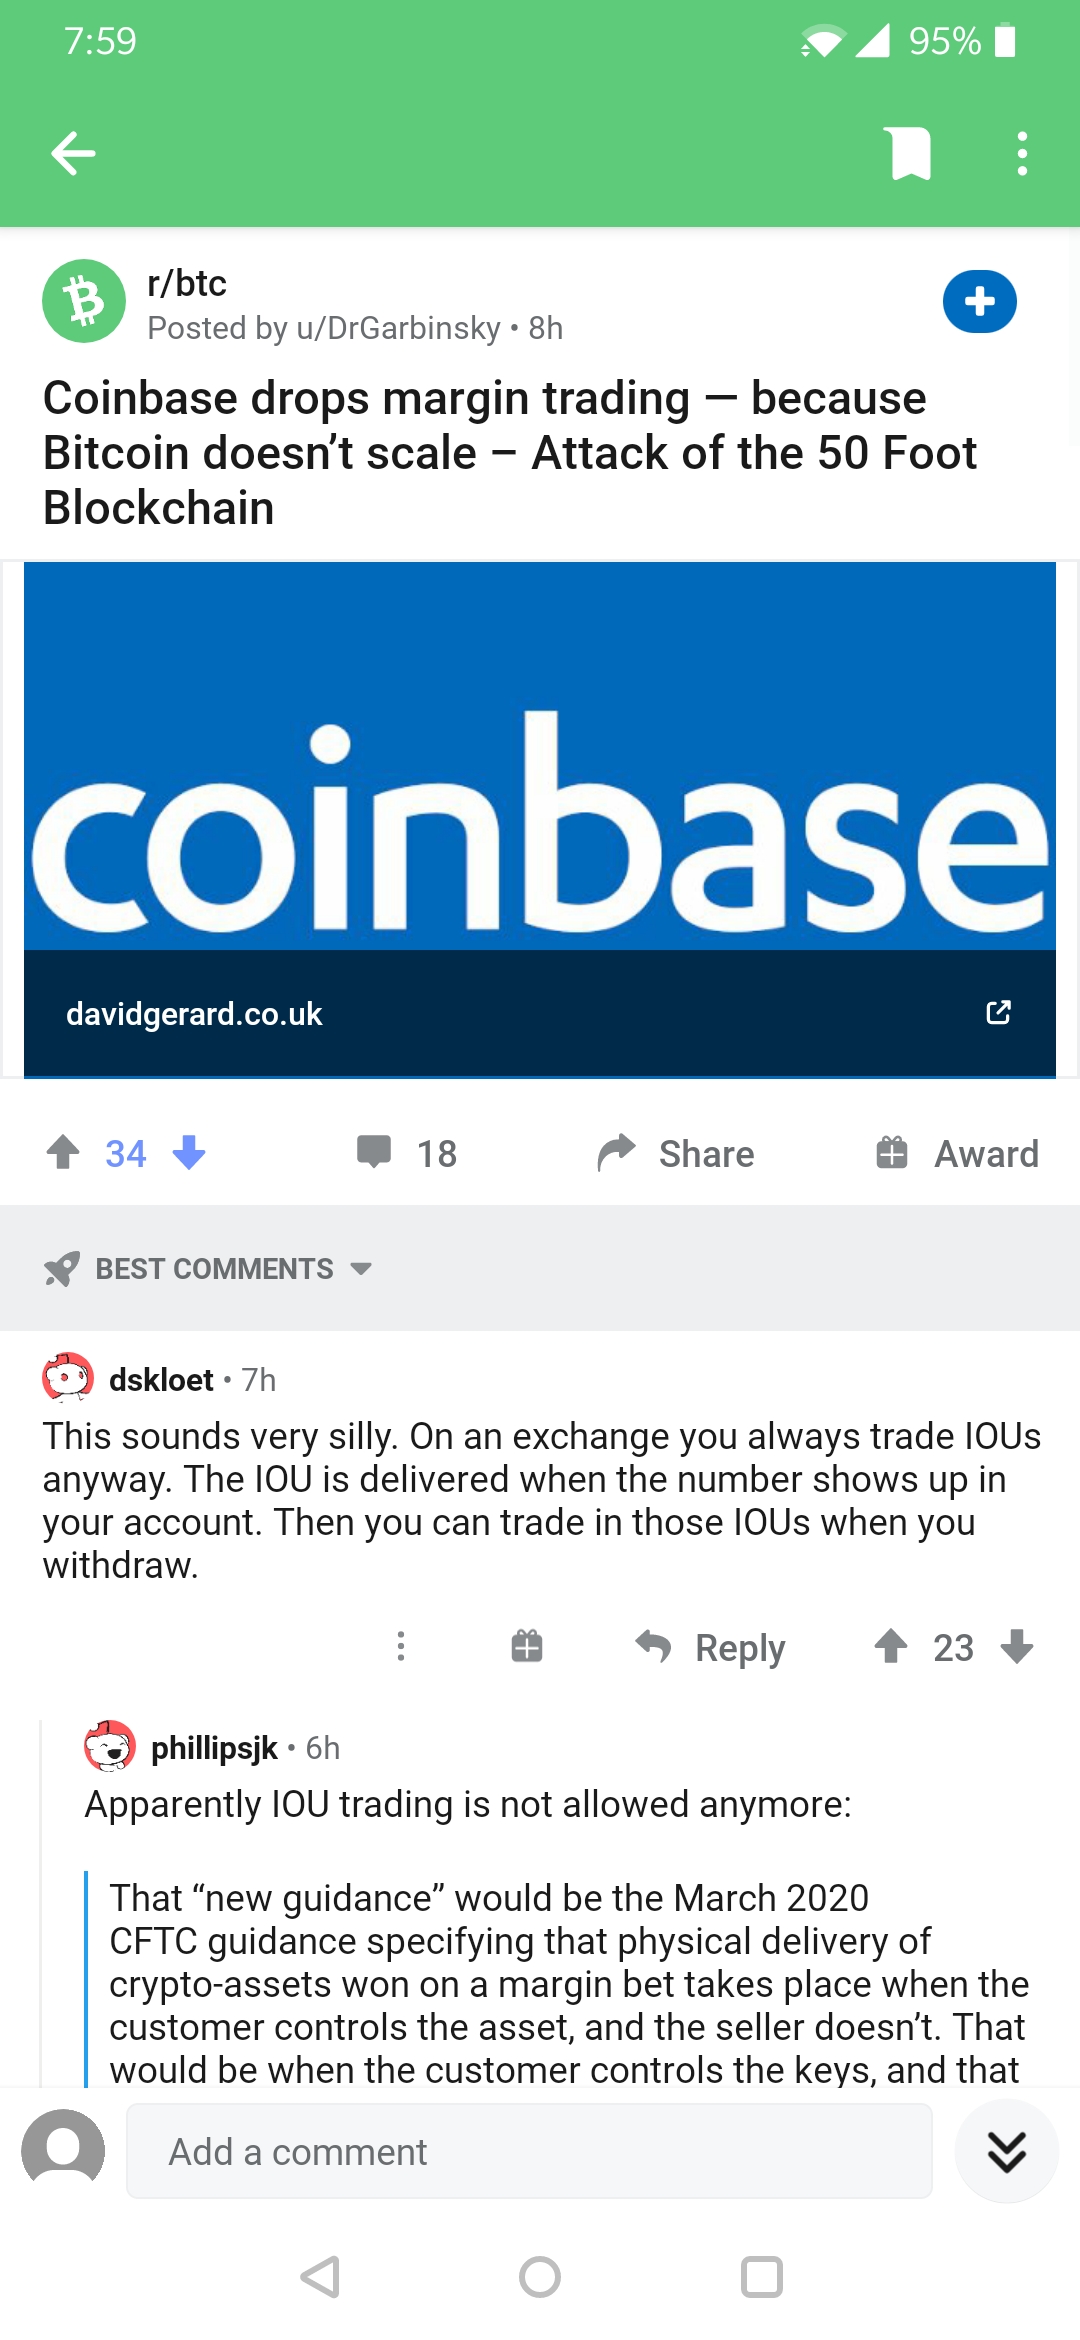 7:59
95%
r/btc
Posted by u/DrGarbinsky • 8h
Coinbase drops margin trading — because
Bitcoin doesn’t scale – Attack of the 50 Foot
Blockchain
coinbase
davidgerard.co.uk
34
18
Share
Award
BEST COMMENTS
dskloet • 7h
This sounds very silly. On an exchange you always trade IOUs
anyway. The IOU is delivered when the number shows up in
your account. Then you can trade in those IOUs when you
withdraw.
Reply
23
phillipsjk • 6h
Apparently IOU trading is not allowed anymore:
That “new guidance” would be the March 2020
CFTC guidance specifying that physical delivery of
crypto-assets won on a margin bet takes place when the
customer controls the asset, and the seller doesn’t. That
would be when the customer controls the keys, and that
Add a comment